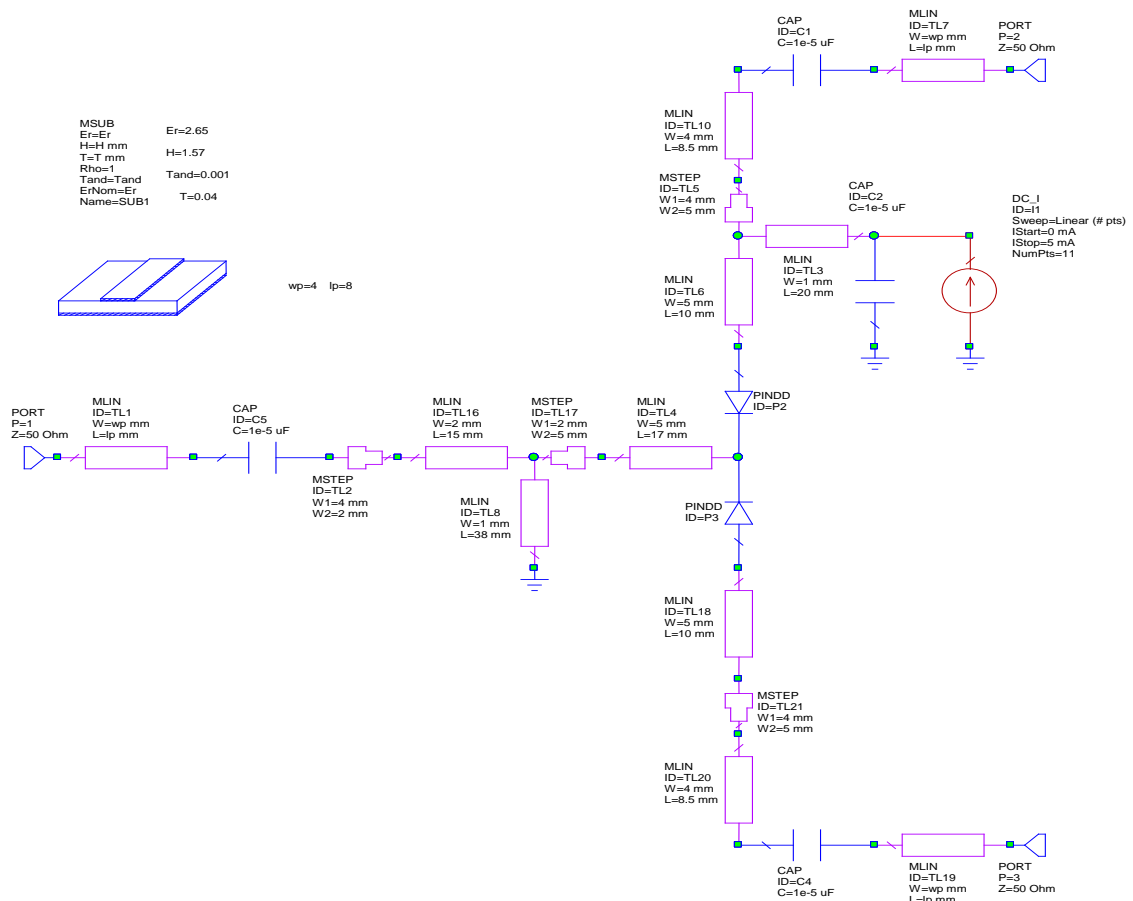 CAP
ID=C1
C=1e-5 uF
MLIN
ID=TL7
W=wp mm
L=lp mm
PORT
P=2
Z=50 Ohm
MSUB
Er=Er
H=H mm
T=T mm
Rho=1
Tand=Tand
ErNom=Er
Name=SUB1
Er=2.65
H=1.57
Tand=0.001
T=0.04
MLIN
ID=TL10
W=4 mm
L=8.5 mm
MSTEP
ID=TL5
W1=4 mm
W2=5 mm
CAP
ID=C2
C=1e-5 uF
DC_I
ID=I1
Sweep=Linear (# pts)
IStart=0 mA
IStop=5 mA
NumPts=11
MLIN
ID=TL3
W=1 mm
L=20 mm
MLIN
ID=TL6
W=5 mm
L=10 mm
wp=4 lp=8
PINDD
ID=P2
PORT
P=1
Z=50 Ohm
MLIN
ID=TL1
W=wp mm
L=lp mm
CAP
ID=C5
C=1e-5 uF
MLIN
ID=TL16
W=2 mm
L=15 mm
MSTEP
ID=TL17
W1=2 mm
W2=5 mm
MLIN
ID=TL4
W=5 mm
L=17 mm
MSTEP
ID=TL2
W1=4 mm
W2=2 mm
MLIN
ID=TL8
W=1 mm
L=38 mm
PINDD
ID=P3
MLIN
ID=TL18
W=5 mm
L=10 mm
MSTEP
ID=TL21
W1=4 mm
W2=5 mm
MLIN
ID=TL20
W=4 mm
L=8.5 mm
CAP
ID=C4
C=1e-5 uF
MLIN
ID=TL19
W=wp mm
L=lp mm
PORT
P=3
Z=50 Ohm